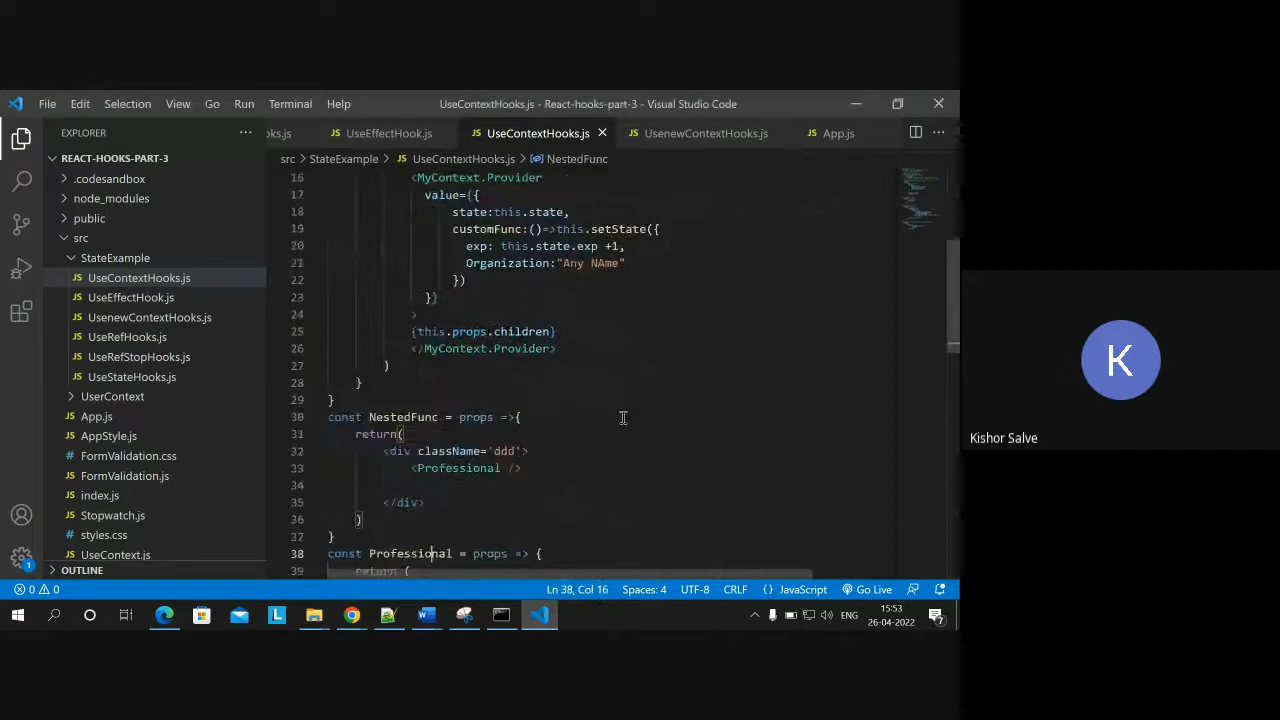 File Edit Selection View Go Run Terminal Help
UseContextHooks.js - React-hooks-part-3 - Visual Studio Code
EXPLORER
oks.js
UseEffectHook.js
UseContextHooks.js
UsenewContextHooks.js
App.js
REACT-HOOKS-PART-3
.codesandbox
node_modules
public
src
StateExample
UseContextHooks.js
UseEffectHook.js
UsenewContextHooks.js
UseRefHooks.js
UseRefStopHooks.js
UseStateHooks.js
UserContext
App.js
AppStyle.js
FormValidation.css
FormValidation.js
index.js
Stopwatch.js
styles.css
UseContext.js
OUTLINE
src > StateExample > JS UseContextHooks.js > NestedFunc
16 <MyContext.Provider
17 value={{
18 state:this.state,
19 customFunc:()=>this.setState({
20 exp: this.state.exp +1,
21 Organization:"Any NAme"
22 })
23 }}
24 >
25 {this.props.children}
26 </MyContext.Provider>
27 )
28 }
29 }
30 const NestedFunc = props =>{
31 return(
32 <div className='ddd'>
33 <Professional />
34
35 </div>
36 )
37 }
38 const Professional = props => {
39 return (
0 0 Ln 38, Col 16 Spaces: 4 UTF-8 CRLF {} JavaScript Go Live
ENG 15:53
26-04-2022
7
1
K
Kishor Salve